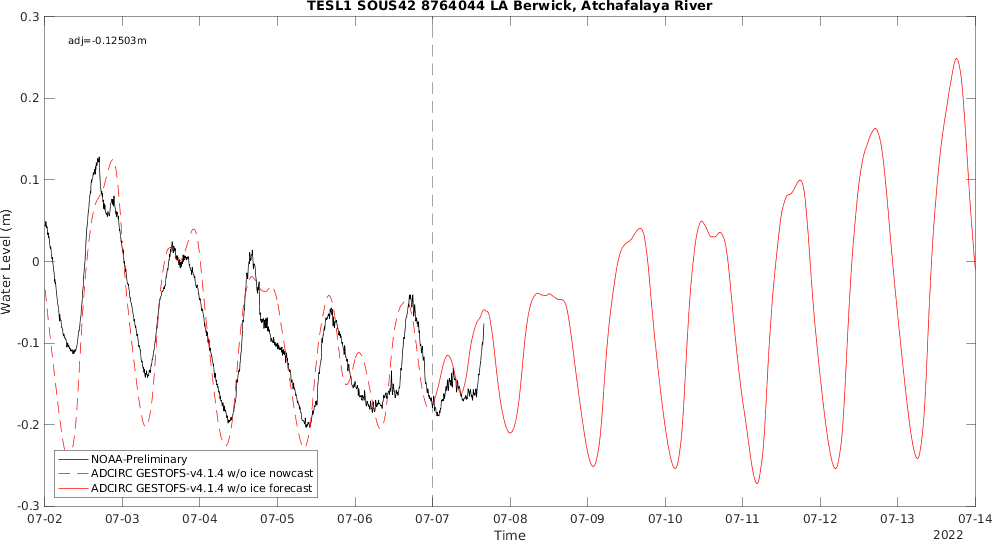 TESL1 SOUS42 8764044 LA Berwick, Atchafalaya River
adj=-0.12503m
0.3
0.2
0.1
0
-0.1
-0.2
-0.3
Water Level (m)
NOAA-Preliminary
ADCIRC GESTOFS-v4.1.4 w/o ice nowcast
ADCIRC GESTOFS-v4.1.4 w/o ice forecast
07-02 07-03 07-04 07-05 07-06 07-07 07-08 07-09 07-10 07-11 07-12 07-13 07-14
Time
2022